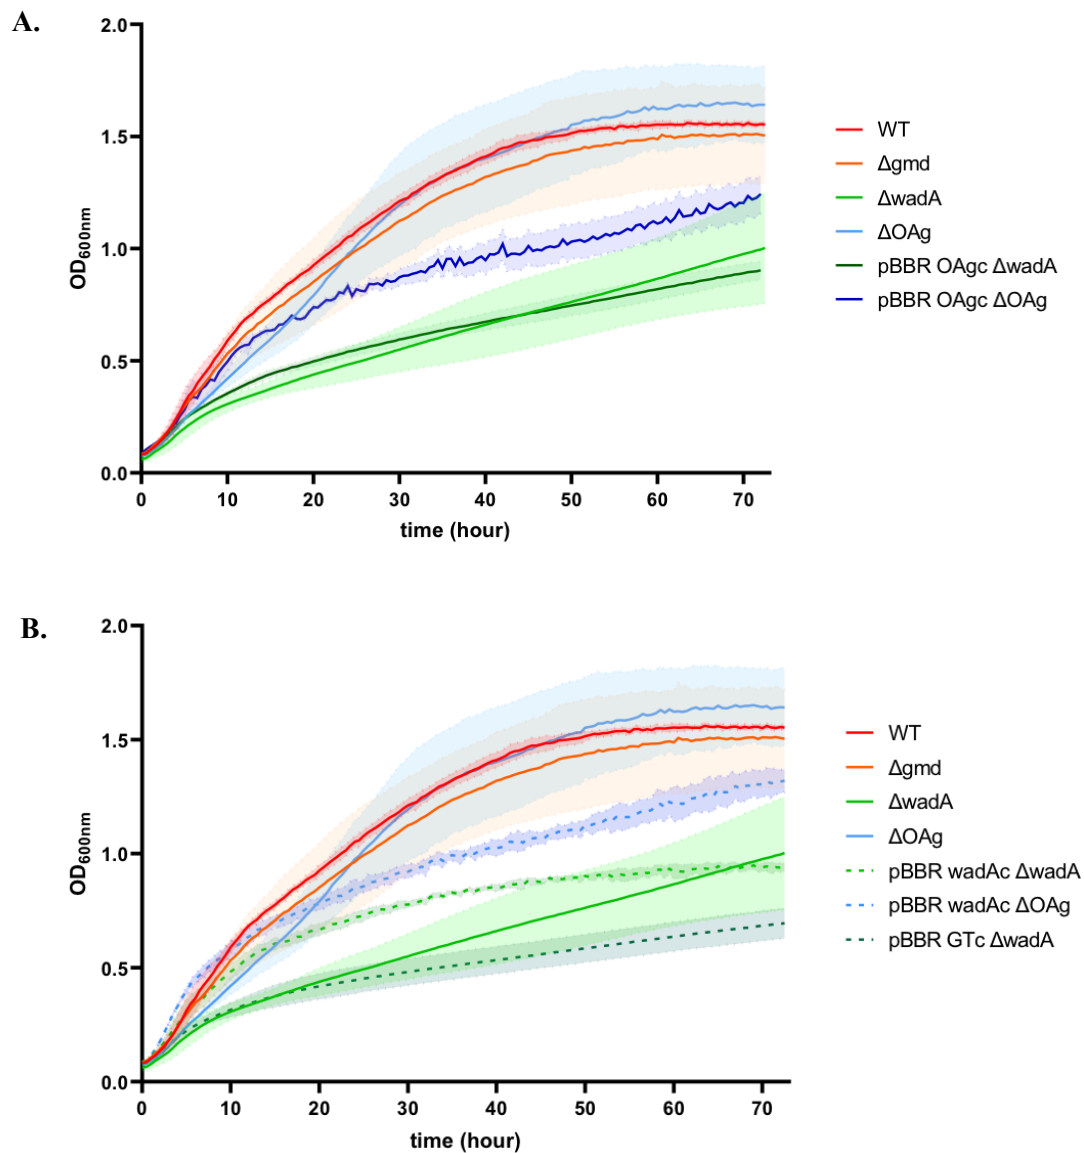 A.
2.0
1.5
1.0
0.5
0.0
OD600nm
0 10 20 30 40 50 60 70
time (hour)
WT
Δgmd
ΔwadA
ΔOAg
pBBR OAgc ΔwadA
pBBR OAgc ΔOAg
B.
2.0
1.5
1.0
0.5
0.0
OD600nm
0 10 20 30 40 50 60 70
time (hour)
WT
Δgmd
ΔwadA
ΔOAg
pBBR wadAc ΔwadA
pBBR wadAc ΔOAg
pBBR GTc ΔwadA